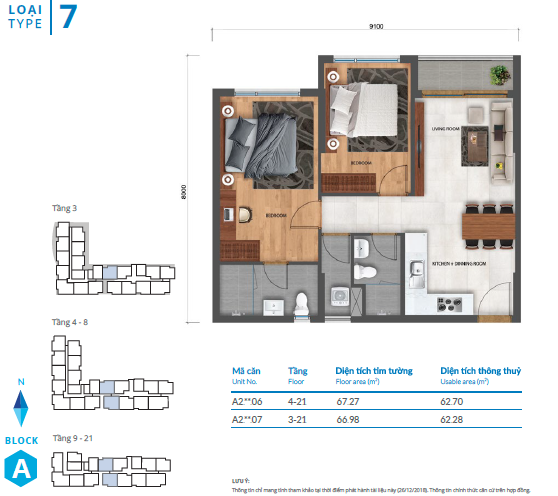 LOẠI
TYPE
7
9100
8000
LIVING ROOM
BEDROOM
BEDROOM
KITCHEN + DINNING ROOM
Tầng 3
Tầng 4 - 8
Tầng 9 - 21
N
BLOCK
A
Mã căn Tầng Diện tích tim tường Diện tích thông thuỷ
Unit No. Floor Floor area (m²) Usable area (m²)
A2.**.06 4-21 67.27 62.70
A2.**.07 3-21 66.98 62.28
LƯU Ý:
Thông tin chỉ mang tính tham khảo tại thời điểm phát hành tài liệu này (26/12/2018). Thông tin chính thức căn cứ trên hợp đồng.